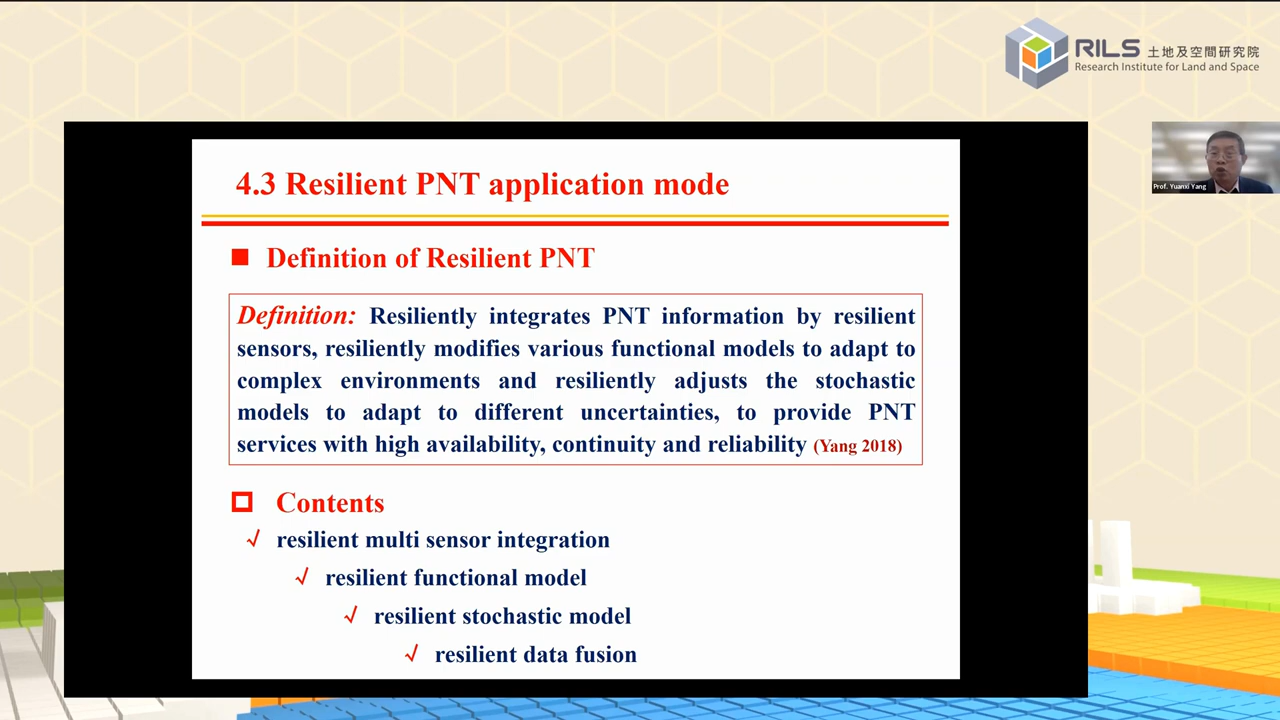 RILS 土地及空間研究院
Research Institute for Land and Space
Prof. Yuanxi Yang
4.3 Resilient PNT application mode
Definition of Resilient PNT
Definition: Resiliently integrates PNT information by resilient
sensors, resiliently modifies various functional models to adapt to
complex environments and resiliently adjusts the stochastic
models to adapt to different uncertainties, to provide PNT
services with high availability, continuity and reliability (Yang 2018)
Contents
√ resilient multi sensor integration
√ resilient functional model
√ resilient stochastic model
√ resilient data fusion